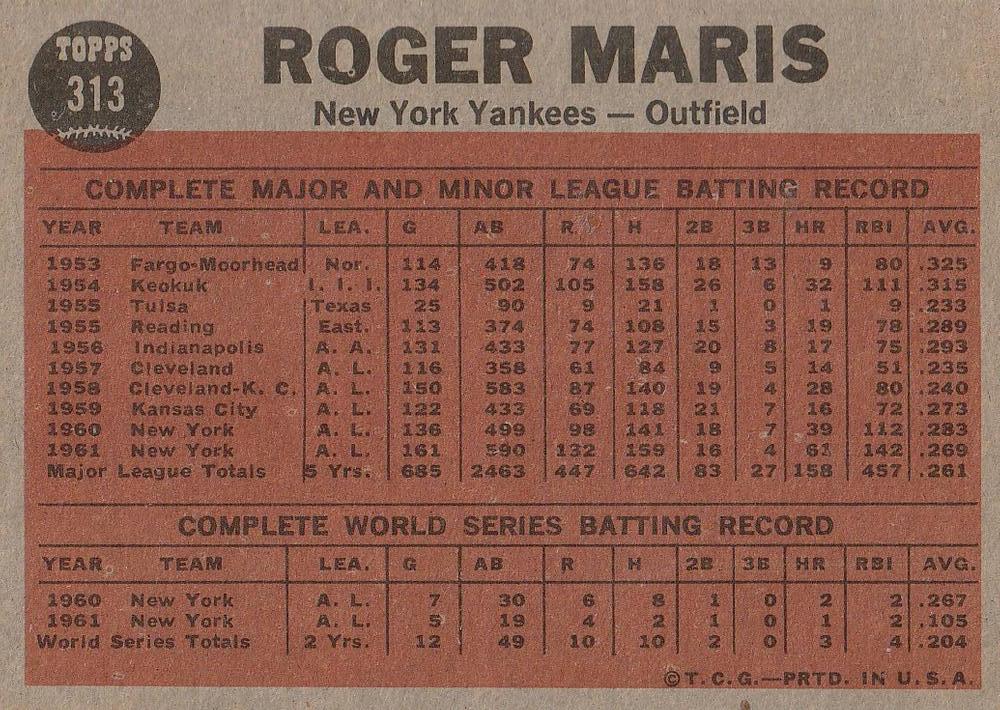 TOPPS
313
ROGER MARIS
New York Yankees — Outfield
COMPLETE MAJOR AND MINOR LEAGUE BATTING RECORD
YEAR TEAM LEA. G AB R H 2B 3B HR RBI AVG.
1953 Fargo-Moorhead Nor. 114 418 74 136 18 13 9 80 .325
1954 Keokuk I. I. I. 134 502 105 158 26 6 32 111 .315
1955 Tulsa Texas 25 90 9 21 1 0 1 9 .233
1955 Reading East. 113 374 74 108 15 3 19 78 .289
1956 Indianapolis A. A. 131 433 77 127 20 8 17 75 .293
1957 Cleveland A. L. 116 358 61 84 9 5 14 51 .235
1958 Cleveland-K. C. A. L. 150 583 87 140 19 4 28 80 .240
1959 Kansas City A. L. 122 433 69 118 21 7 16 72 .273
1960 New York A. L. 136 499 98 141 18 7 39 112 .283
1961 New York A. L. 161 590 132 159 16 4 61 142 .269
Major League Totals 5 Yrs. 685 2463 447 642 83 27 158 457 .261
COMPLETE WORLD SERIES BATTING RECORD
YEAR TEAM LEA. G AB R H 2B 3B HR RBI AVG.
1960 New York A. L. 7 30 6 8 1 0 2 2 .267
1961 New York A. L. 5 19 4 2 1 0 1 2 .105
World Series Totals 2 Yrs. 12 49 10 10 2 0 3 4 .204
©T.C.G.—PRTD. IN U.S.A.